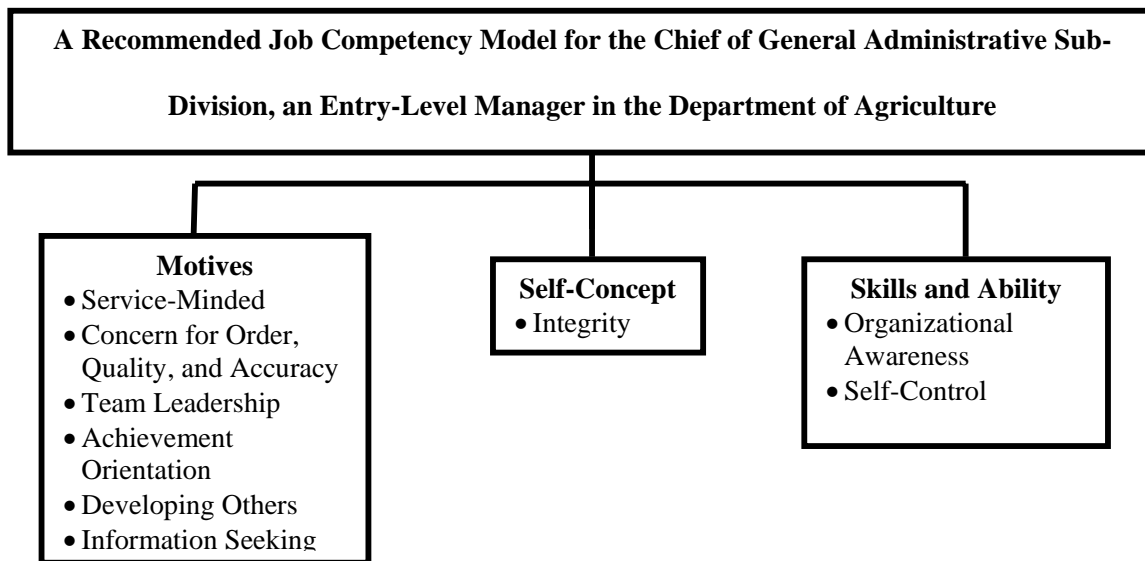 A Recommended Job Competency Model for the Chief of General Administrative Sub-
Division, an Entry-Level Manager in the Department of Agriculture
Motives
• Service-Minded
• Concern for Order,
Quality, and Accuracy
• Team Leadership
• Achievement
Orientation
• Developing Others
• Information Seeking
Self-Concept
• Integrity
Skills and Ability
• Organizational
Awareness
• Self-Control